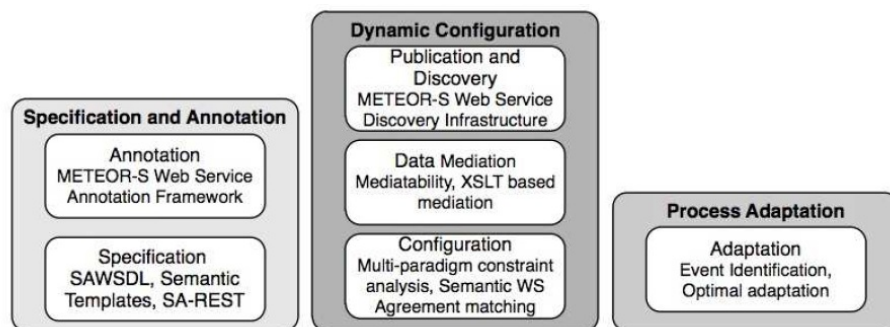 Specification and Annotation
Annotation
METEOR-S Web Service
Annotation Framework
Specification
SAWSDL, Semantic
Templates, SA-REST
Dynamic Configuration
Publication and
Discovery
METEOR-S Web Service
Discovery Infrastructure
Data Mediation
Mediatability, XSLT based
mediation
Configuration
Multi-paradigm constraint
analysis, Semantic WS
Agreement matching
Process Adaptation
Adaptation
Event Identification,
Optimal adaptation